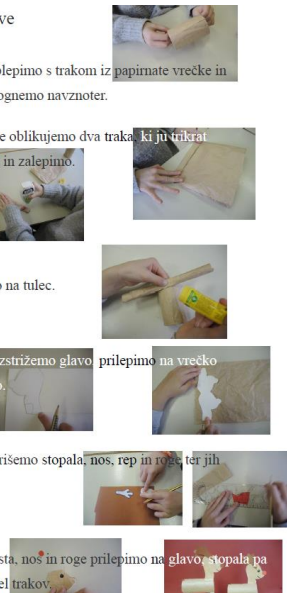 ve
lepimo s trakom iz papirnate vrečke in
ognemo navznoter.
e oblikujemo dva traka, ki ju trikrat
in zalepimo.
o na tulec.
zstrižemo glavo, prilepimo na vrečko
o.
rišemo stopala, nos, rep in roge ter jih
sta, nos in roge prilepimo na glavo, stopala pa
el trakov.